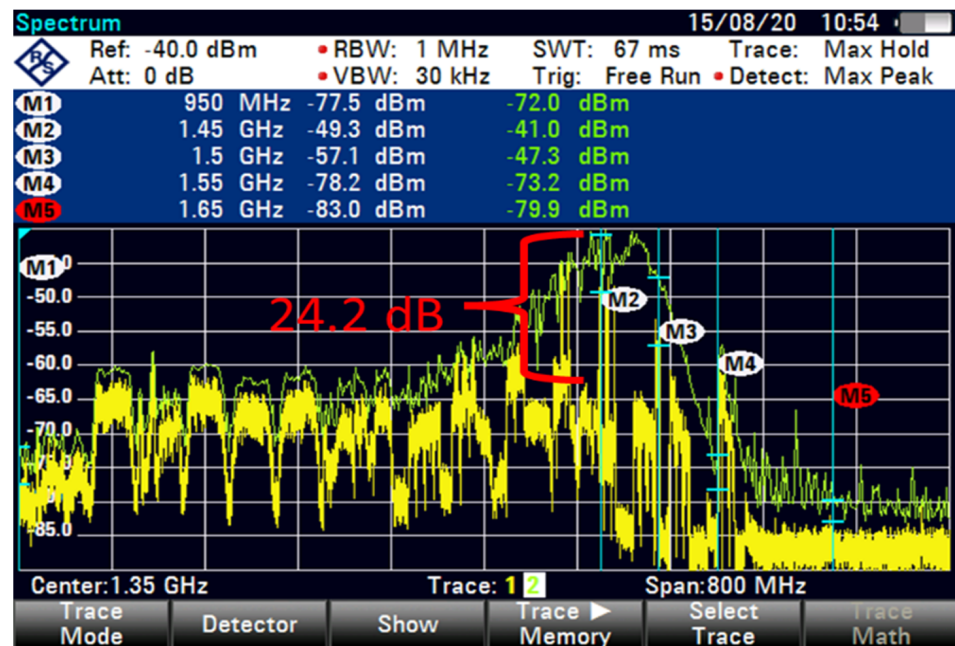 Spectrum 15/08/20 10:54
Ref: -40.0 dBm RBW: 1 MHz SWT: 67 ms Trace: Max Hold
Att: 0 dB VBW: 30 kHz Trig: Free Run Detect: Max Peak
M1 950 MHz -77.5 dBm -72.0 dBm
M2 1.45 GHz -49.3 dBm -41.0 dBm
M3 1.5 GHz -57.1 dBm -47.3 dBm
M4 1.55 GHz -78.2 dBm -73.2 dBm
M5 1.65 GHz -83.0 dBm -79.9 dBm
M1
-50.0
M2
24.2 dB
-55.0
M3
-60.0
M4
-65.0
M5
-70.0
-85.0
Center:1.35 GHz Trace: 1 2 Span:800 MHz
Trace Mode
Detector
Show
Trace ▶ Memory
Select Trace
Trace Math